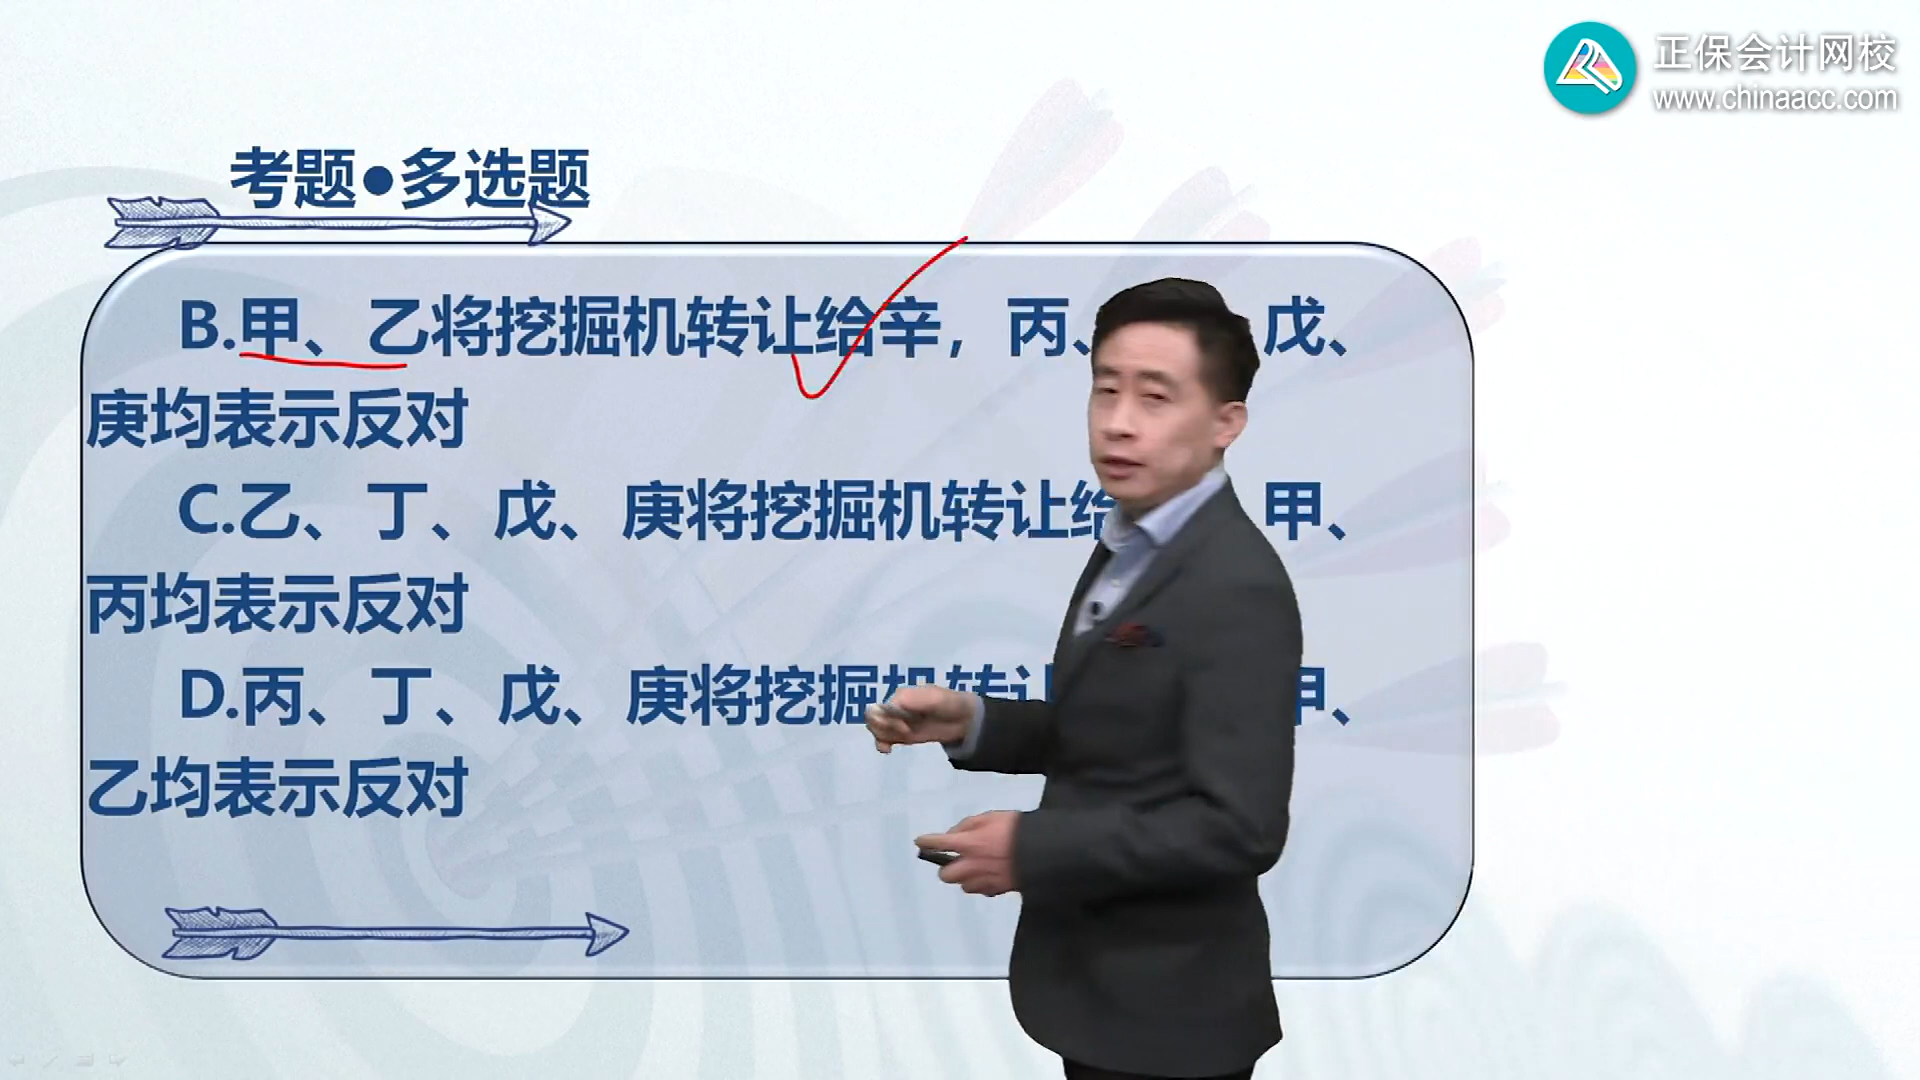 正保会计网校
www.chinaacc.com
考题●多选题
B.甲、乙将挖掘机转让给辛，丙、戊、
庚均表示反对
C.乙、丁、戊、庚将挖掘机转让给 甲、
丙均表示反对
D.丙、丁、戊、庚将挖掘机转让 甲、
乙均表示反对